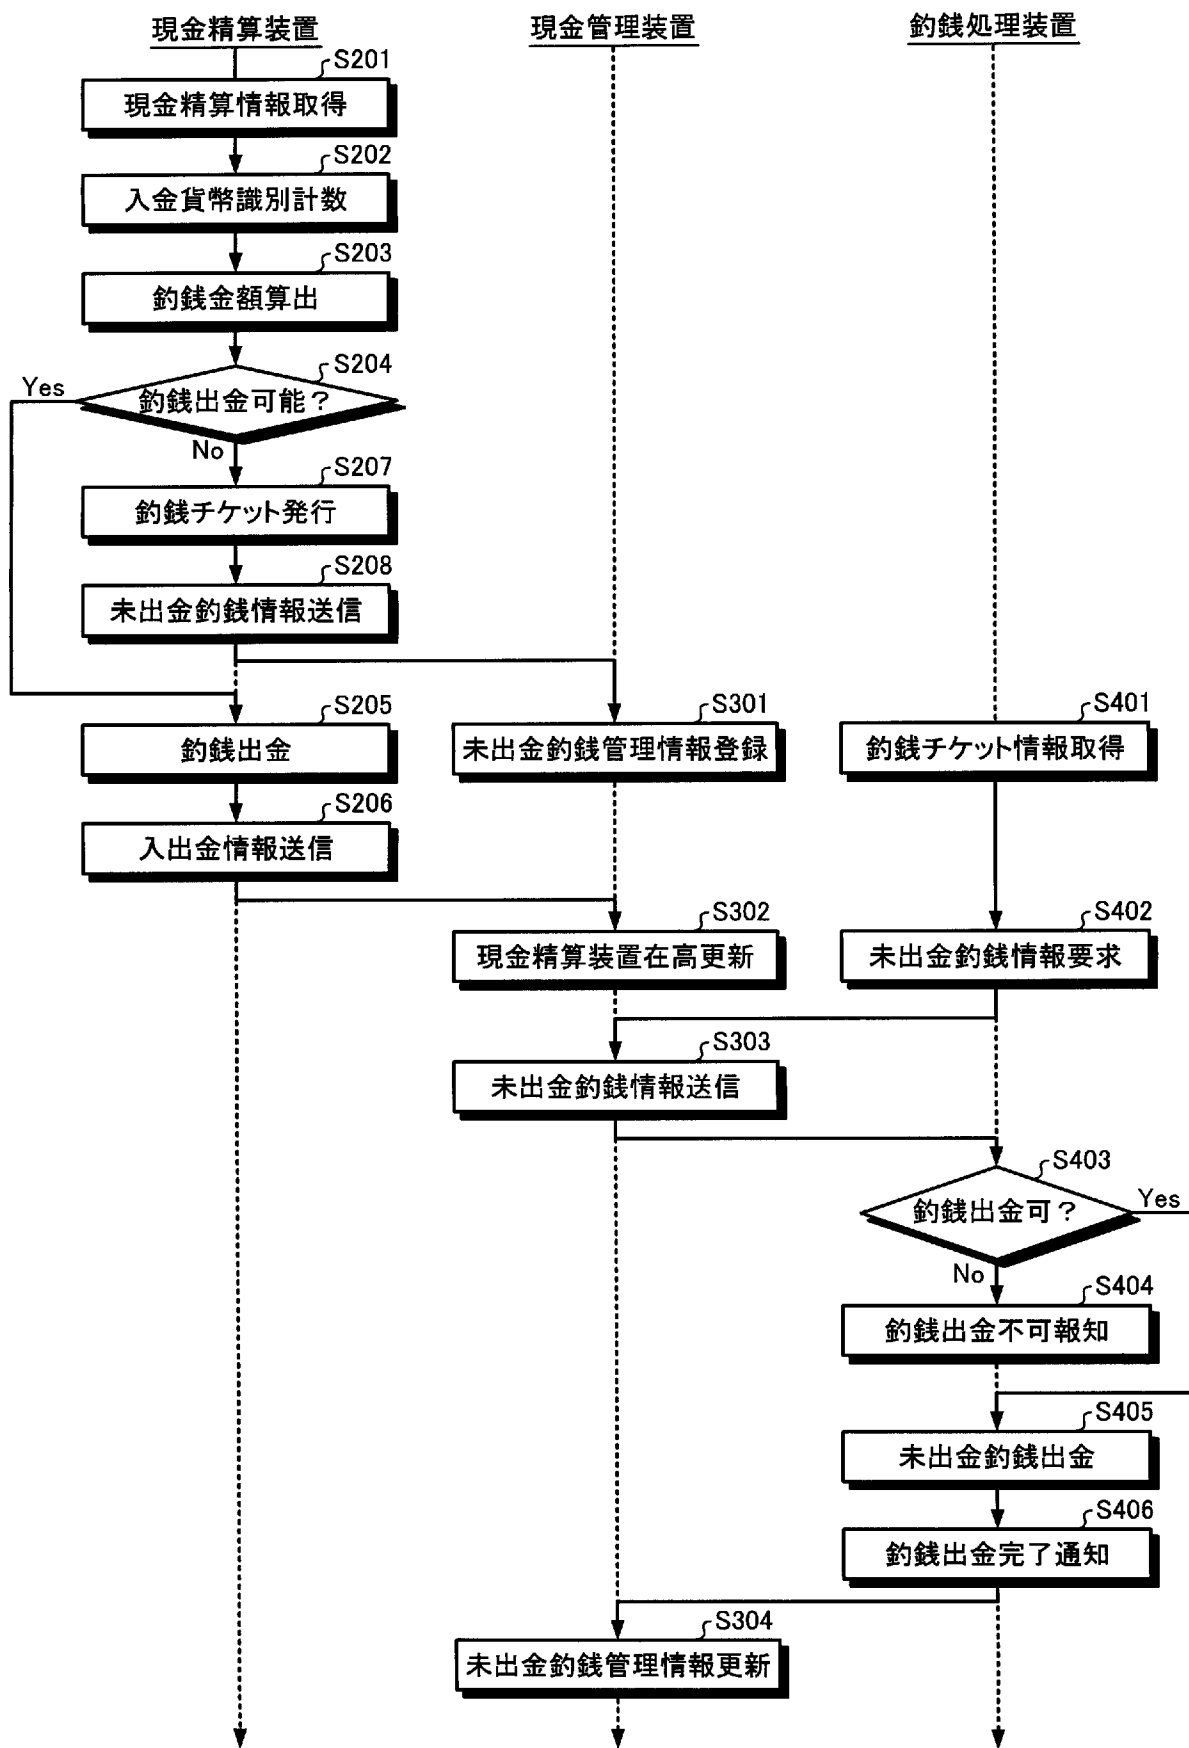 現金精算装置
現金管理装置
釣銭処理装置
S201
現金精算情報取得
S202
入金貨幣識別計数
S203
釣銭金額算出
S204
Yes
釣銭出金可能？
No
S207
釣銭チケット発行
S208
未出金釣銭情報送信
S205
釣銭出金
S301
未出金釣銭管理情報登録
S401
釣銭チケット情報取得
S206
入出金情報送信
S302
現金精算装置在高更新
S402
未出金釣銭情報要求
S303
未出金釣銭情報送信
S403
釣銭出金可？
Yes
No
S404
釣銭出金不可報知
S405
未出金釣銭出金
S406
釣銭出金完了通知
S304
未出金釣銭管理情報更新